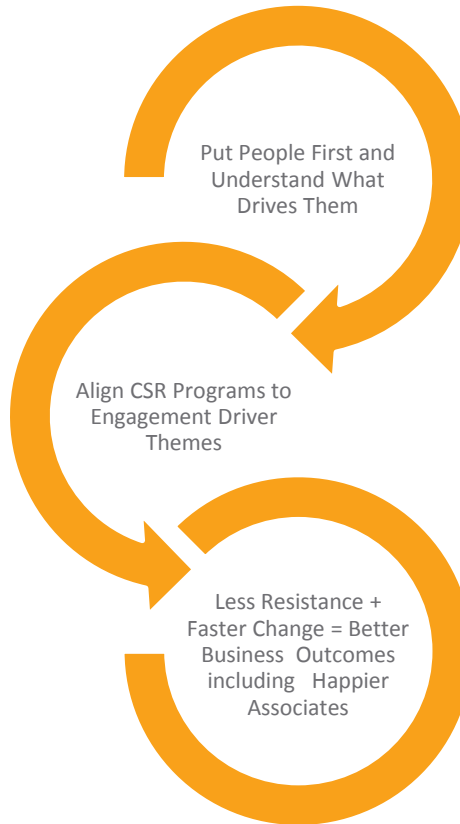 Put People First and
Understand What
Drives Them
Align CSR Programs to
Engagement Driver
Themes
Less Resistance +
Faster Change = Better
Business Outcomes
including Happier
Associates